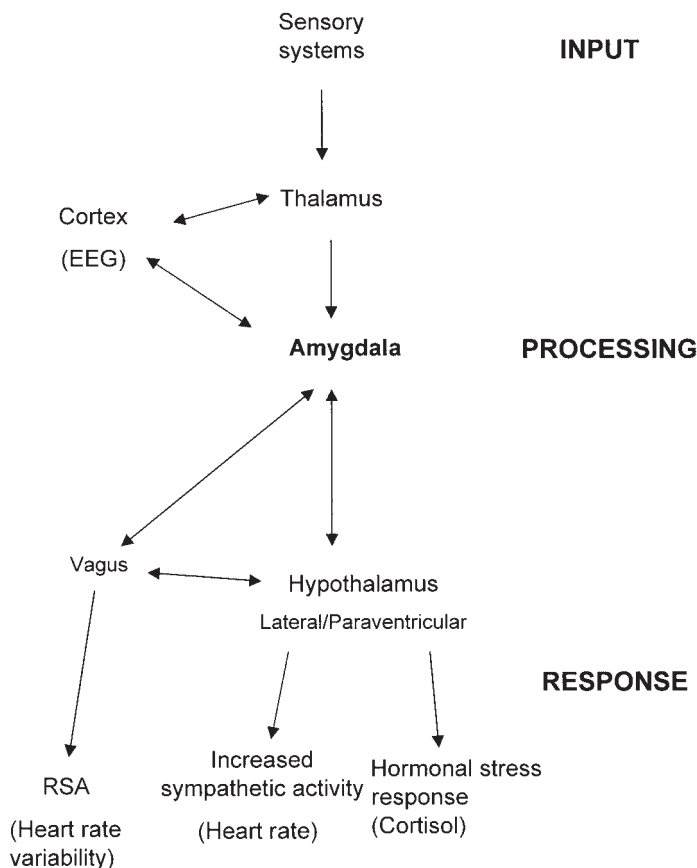 Sensory
systems
INPUT
Thalamus
Cortex
(EEG)
Amygdala
PROCESSING
Vagus
Hypothalamus
Lateral/Paraventricular
RESPONSE
RSA
(Heart rate
variability)
Increased
sympathetic activity
(Heart rate)
Hormonal stress
response
(Cortisol)